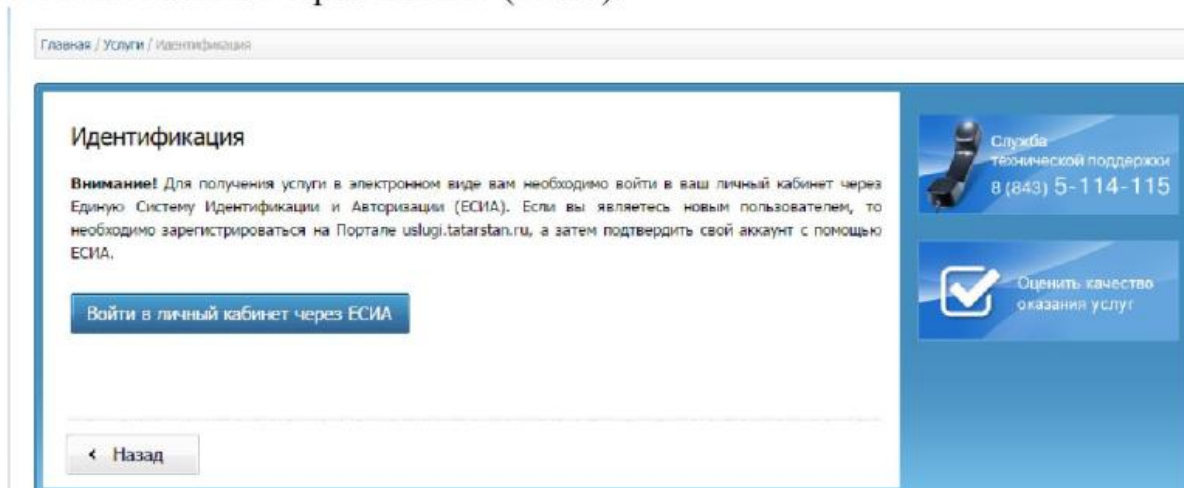 Главная / Услуги / Идентификация
Идентификация
Внимание! Для получения услуги в электронном виде вам необходимо войти в ваш личный кабинет через
Единую Систему Идентификации и Авторизации (ЕСИА). Если вы являетесь новым пользователем, то
необходимо зарегистрироваться на Портале uslugi.tatarstan.ru, а затем подтвердить свой аккаунт с помощью
ЕСИА.
Войти в личный кабинет через ЕСИА
‹ Назад
Служба
технической поддержки
8 (843) 5-114-115
Оценить качество
оказания услуг